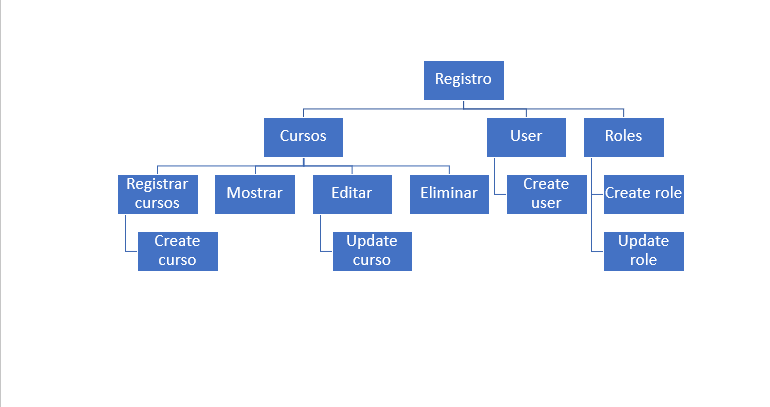 Registro
Cursos
User
Roles
Registrar
cursos
Mostrar
Editar
Eliminar
Create
user
Create role
Create
curso
Update
curso
Update
role